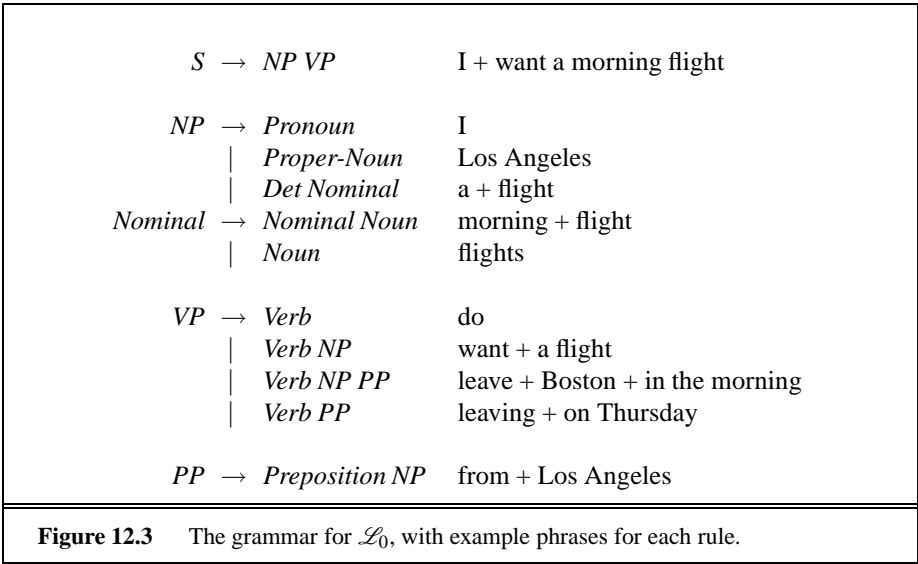 S → NP VP I + want a morning flight
NP → Pronoun I
| Proper-Noun Los Angeles
| Det Nominal a + flight
Nominal → Nominal Noun morning + flight
| Noun flights
VP → Verb do
| Verb NP want + a flight
| Verb NP PP leave + Boston + in the morning
| Verb PP leaving + on Thursday
PP → Preposition NP from + Los Angeles
Figure 12.3 The grammar for ℒ0, with example phrases for each rule.